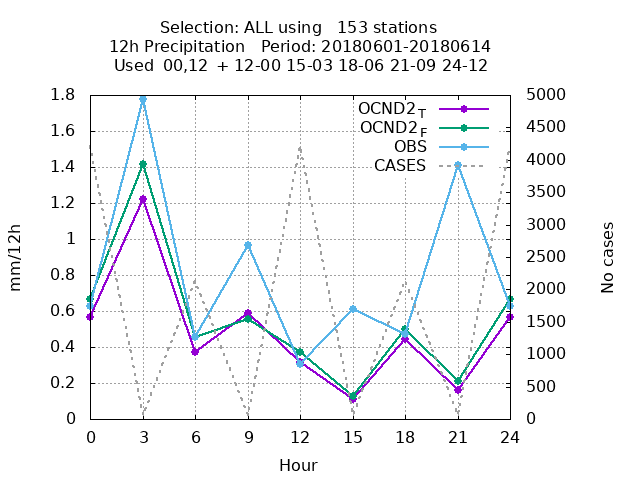 Selection: ALL using   153 stations
12h Precipitation   Period: 20180601-20180614
Used  00,12  + 12-00 15-03 18-06 21-09 24-12
OCND2T
OCND2F
OBS
CASES
1.8
1.6
1.4
1.2
1
0.8
0.6
0.4
0.2
0
mm/12h
5000
4500
4000
3500
3000
2500
2000
1500
1000
500
0
No cases
0 3 6 9 12 15 18 21 24
Hour